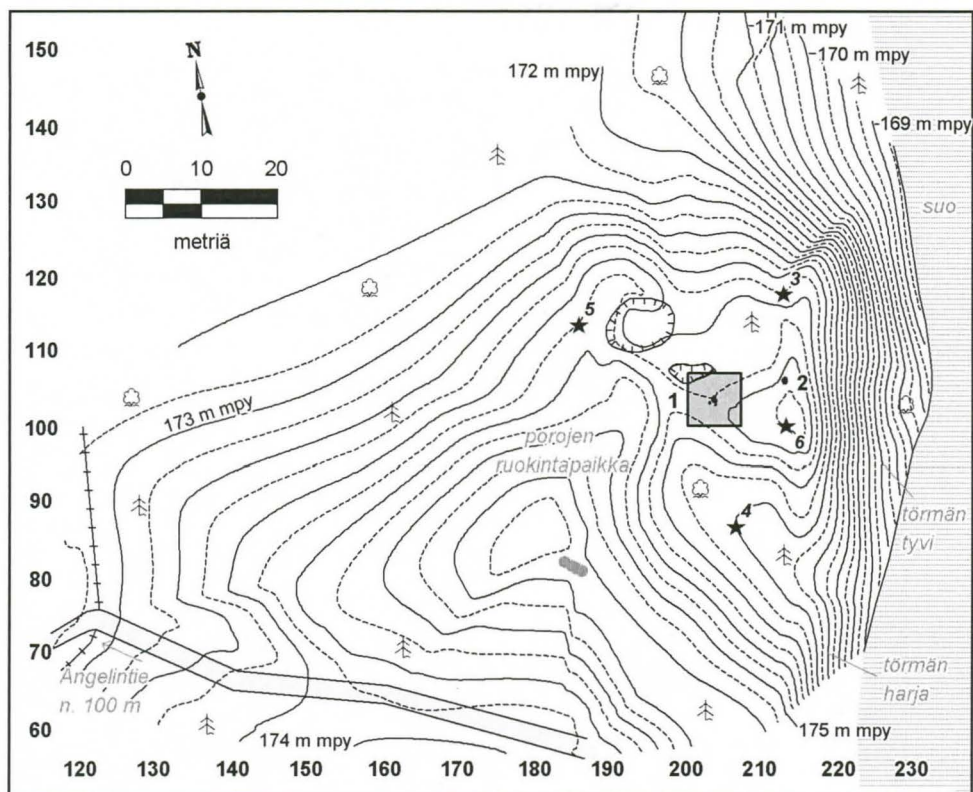 150
140
130
120
110
100
90
80
70
60
120 130 140 150 160 170 180 190 200 210 220 230
N
0 10 20
metriä
171 m mpy
170 m mpy
172 m mpy
169 m mpy
suo
3
5
1
2
6
4
173 m mpy
porojen
ruokintapaikka
törmän
tyvi
törmän
harja
Angelintie
n. 100 m
174 m mpy
175 m mpy